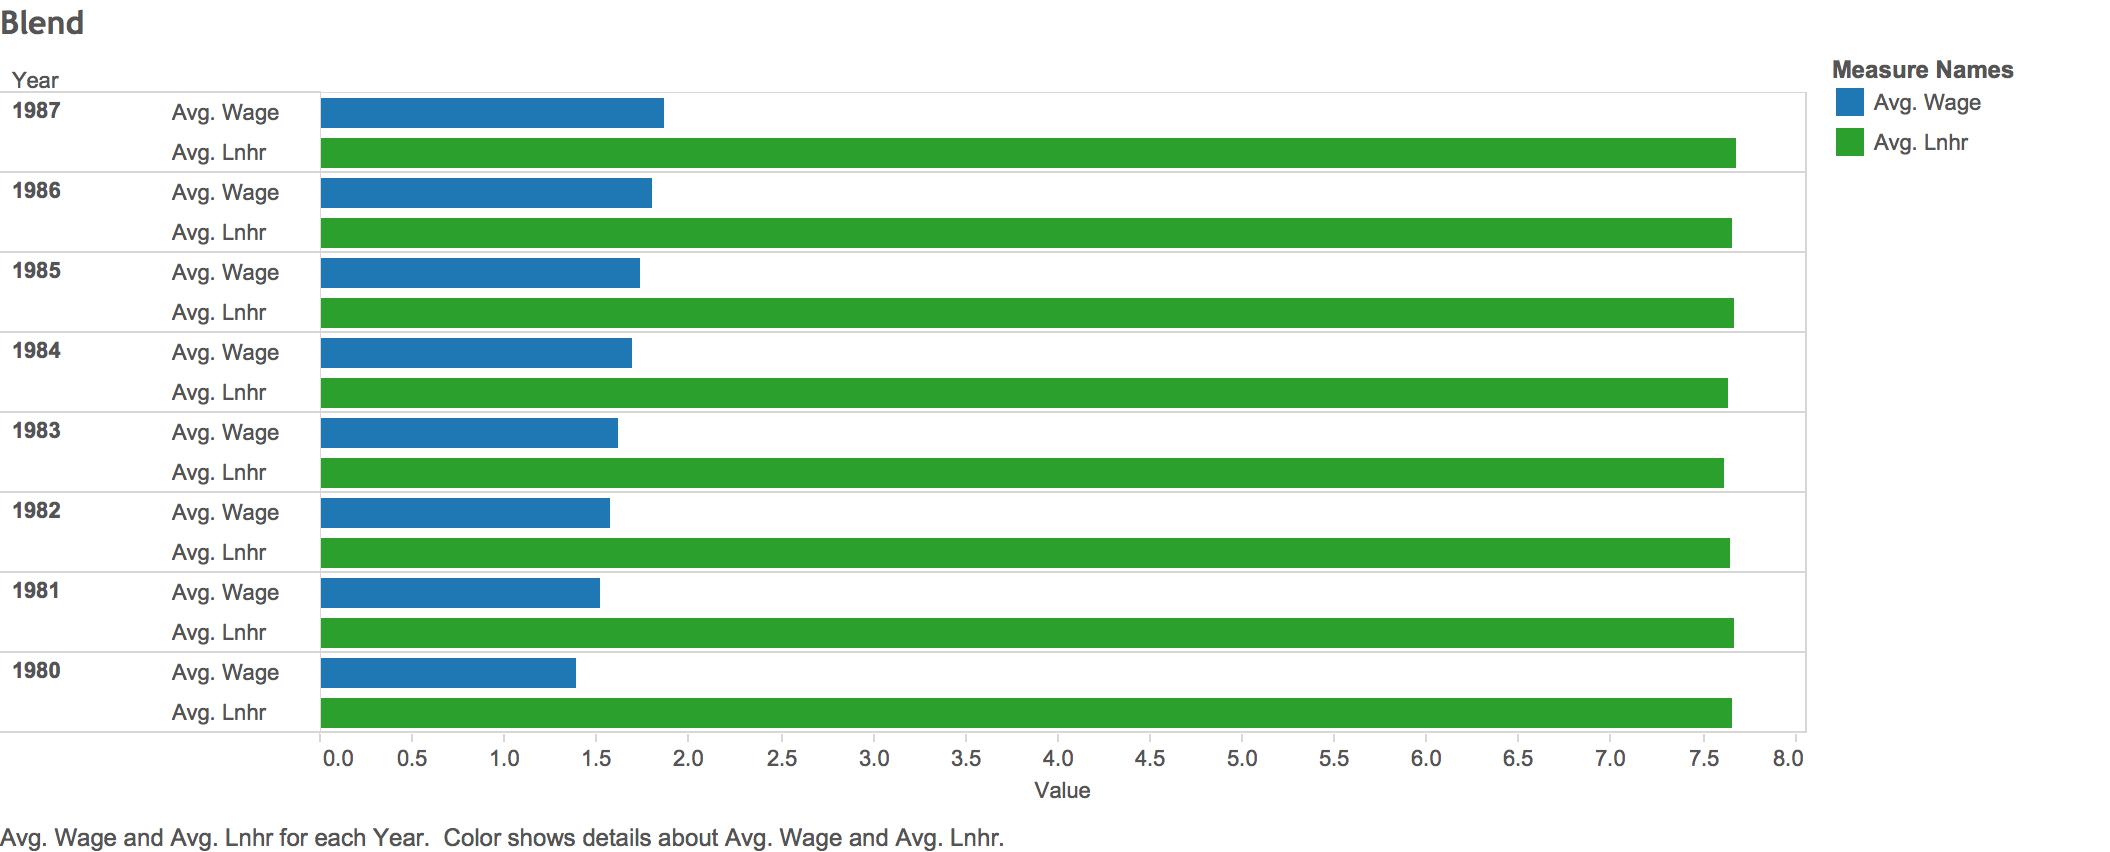 Blend
Year
Measure Names
Avg. Wage
Avg. Lnhr
1987 Avg. Wage
Avg. Lnhr
1986 Avg. Wage
Avg. Lnhr
1985 Avg. Wage
Avg. Lnhr
1984 Avg. Wage
Avg. Lnhr
1983 Avg. Wage
Avg. Lnhr
1982 Avg. Wage
Avg. Lnhr
1981 Avg. Wage
Avg. Lnhr
1980 Avg. Wage
Avg. Lnhr
0.0 0.5 1.0 1.5 2.0 2.5 3.0 3.5 4.0 4.5 5.0 5.5 6.0 6.5 7.0 7.5 8.0
Value
Avg. Wage and Avg. Lnhr for each Year.  Color shows details about Avg. Wage and Avg. Lnhr.